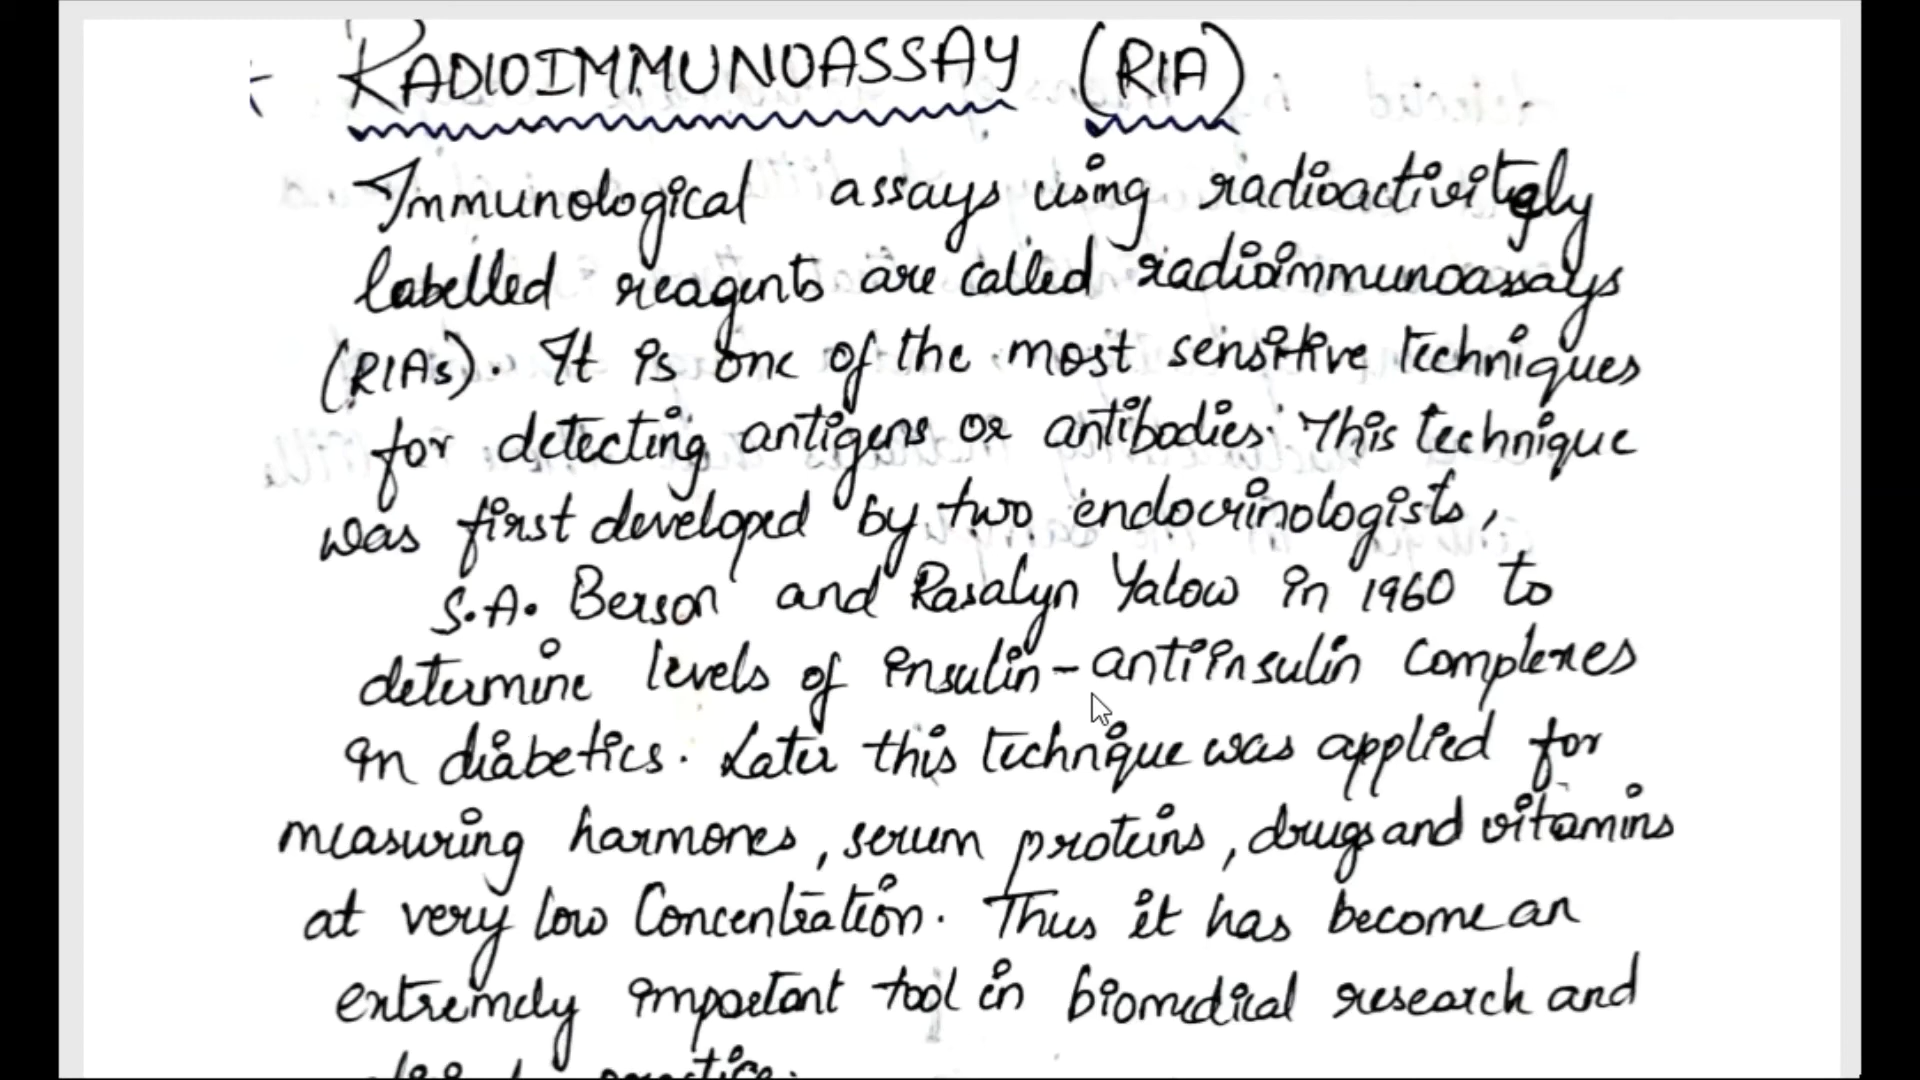 RADIOIMMUNOASSAY (RIA)
Immunological assays using radioactivitely
labelled reagents are called radioimmunoassays
(RIAs). It is one of the most sensitive techniques
for detecting antigens or antibodies. This technique
was first developed by two endocrinologists,
S.A. Berson and Rasalyn Yalow in 1960 to
determine levels of insulin-antiinsulin complexes
in diabetics. Later this technique was applied for
measuring harmones, serum proteins, drugs and vitamins
at very low Concentration. Thus it has become an
extremely important tool in biomedical research and
practice.